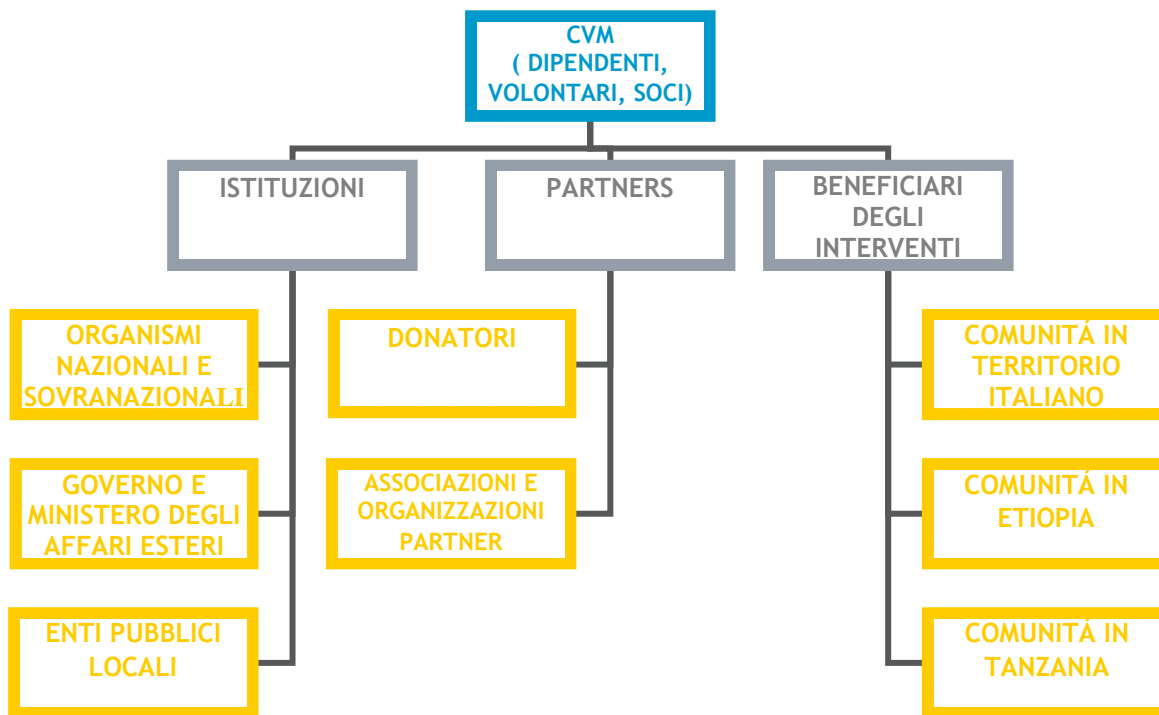 CVM
( DIPENDENTI,
VOLONTARI, SOCI)
ISTITUZIONI
PARTNERS
BENEFICIARI
DEGLI
INTERVENTI
ORGANISMI
NAZIONALI E
SOVRANAZIONALI
DONATORI
COMUNITÁ IN
TERRITORIO
ITALIANO
GOVERNO E
MINISTERO DEGLI
AFFARI ESTERI
ASSOCIAZIONI E
ORGANIZZAZIONI
PARTNER
COMUNITÁ IN
ETIOPIA
ENTI PUBBLICI
LOCALI
COMUNITÁ IN
TANZANIA